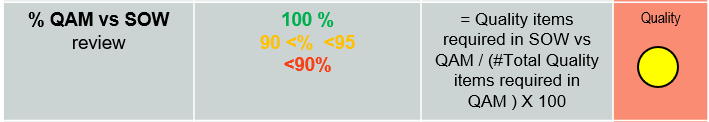 % QAM vs SOW
review
100 %
90 <% <95
<90%
= Quality items
required in SOW vs
QAM / (#Total Quality
items required in
QAM ) X 100
Quality